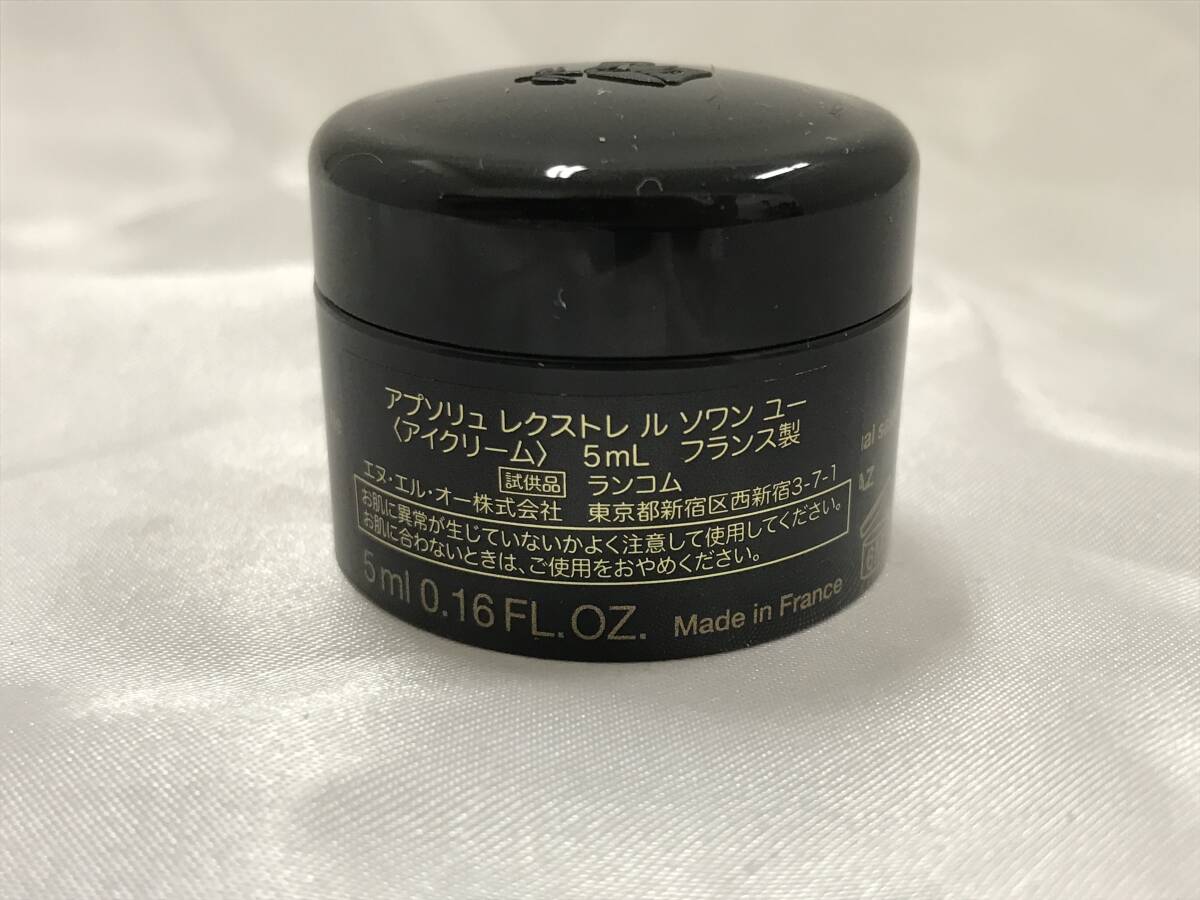 アプソリュ レクストレ ル ソワン ユー
〈アイクリーム〉 5mL フランス製
試供品 ランコム
エヌ・エル・オー株式会社 東京都新宿区西新宿3-7-1
お肌に異常が生じていないかよく注意して使用してください。
お肌に合わないときは、ご使用をおやめください。
5ml 0.16 FL.OZ. Made in France